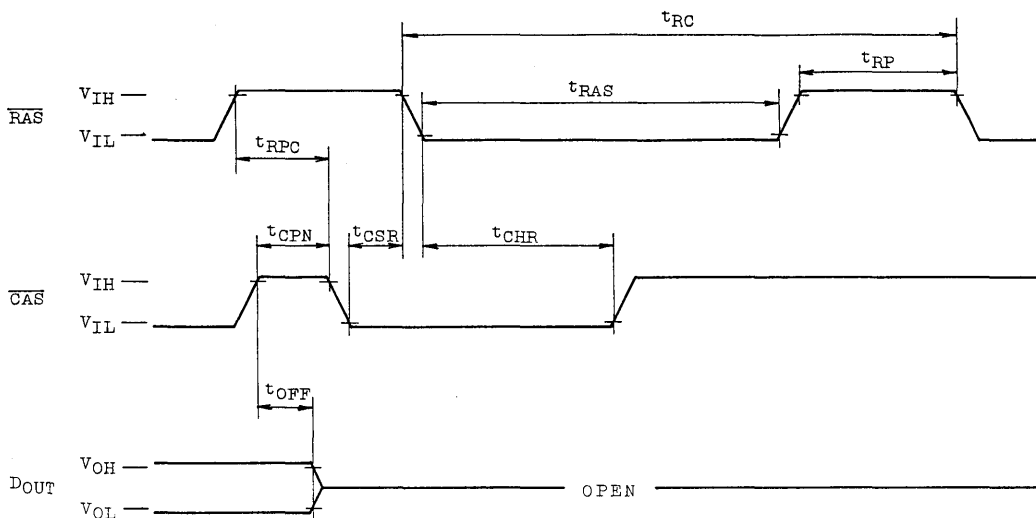 tRC
tRP
VIH
tRAS
RAS
VIL
tRPC
tCPN
tCSR
tCHR
VIH
CAS
VIL
tOFF
VOH
DOUT
OPEN
VOL